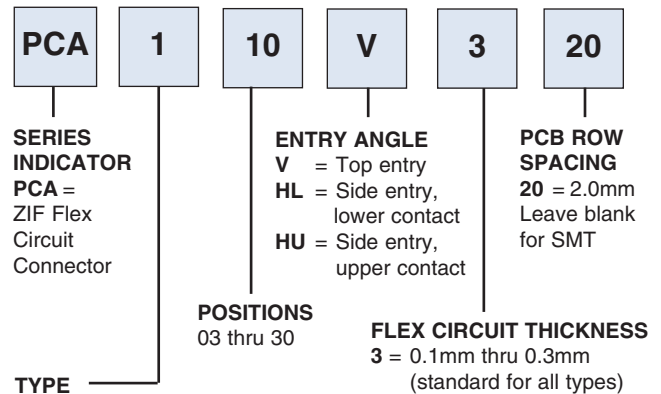 PCA 1 10 V 3 20
SERIES
INDICATOR
PCA =
ZIF Flex
Circuit
Connector
ENTRY ANGLE
V = Top entry
HL = Side entry,
lower contact
HU = Side entry,
upper contact
PCB ROW
SPACING
20 = 2.0mm
Leave blank
for SMT
POSITIONS
03 thru 30
FLEX CIRCUIT THICKNESS
3 = 0.1mm thru 0.3mm
(standard for all types)
TYPE